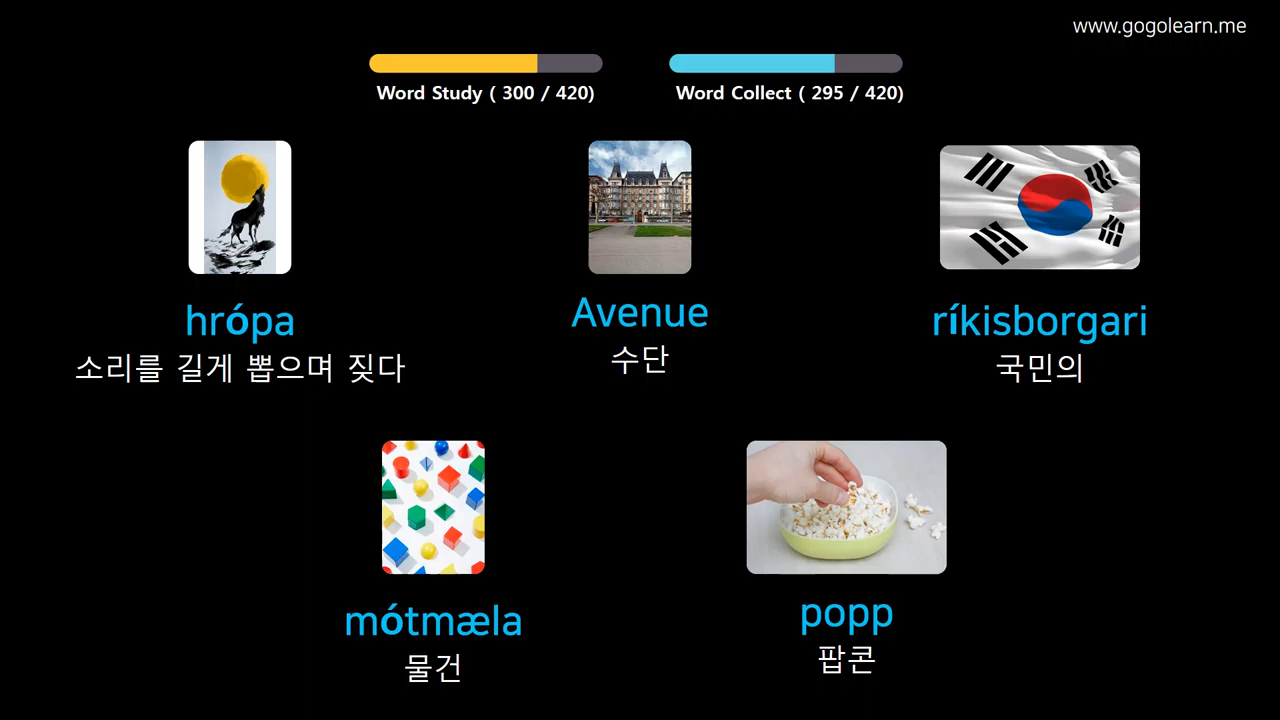 www.gogolearn.me
Word Study ( 300 / 420)
Word Collect ( 295 / 420)
hrópa
소리를 길게 뽑으며 짖다
Avenue
수단
ríkisborgari
국민의
mótmæla
물건
popp
팝콘